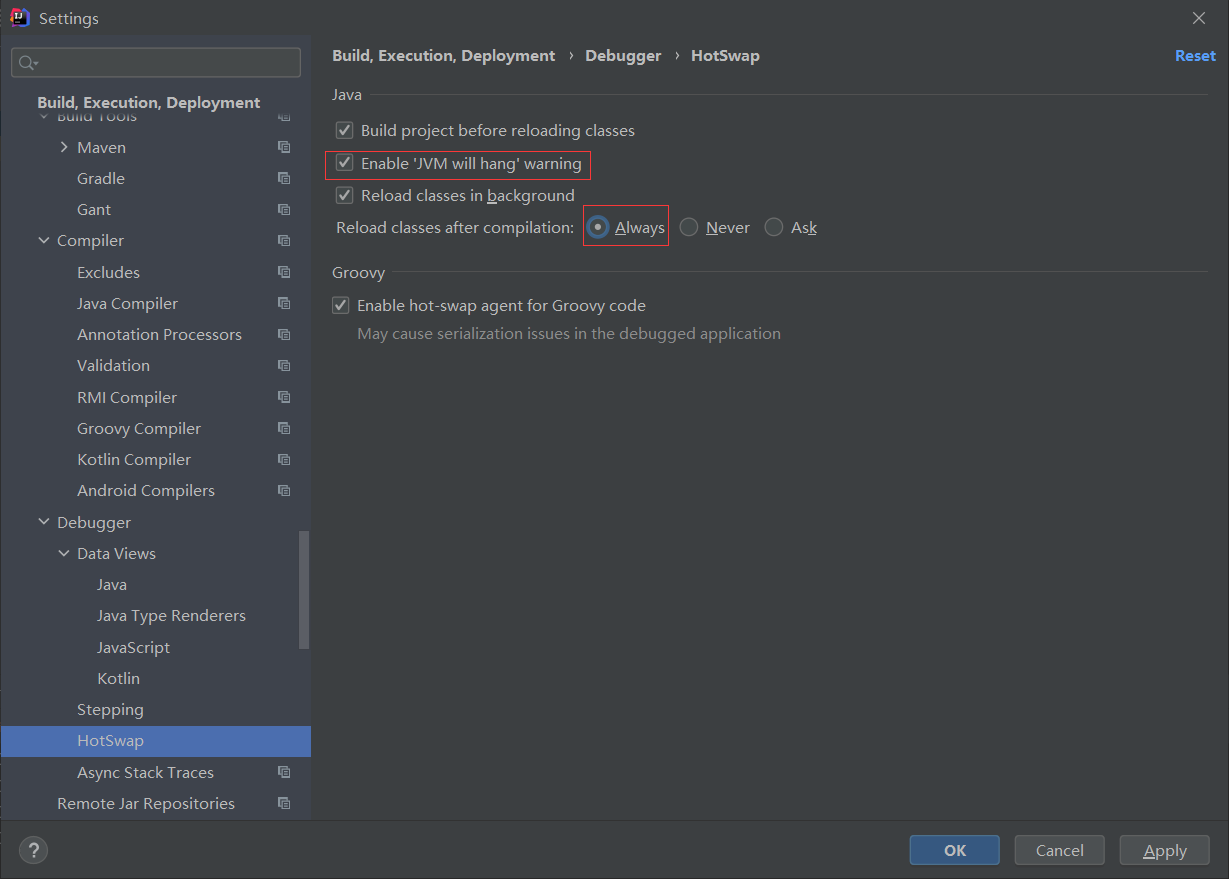 Settings
Build, Execution, Deployment
Build Tools
Maven
Gradle
Gant
Compiler
Excludes
Java Compiler
Annotation Processors
Validation
RMI Compiler
Groovy Compiler
Kotlin Compiler
Android Compilers
Debugger
Data Views
Java
Java Type Renderers
JavaScript
Kotlin
Stepping
HotSwap
Async Stack Traces
Remote Jar Repositories
Build, Execution, Deployment › Debugger › HotSwap Reset
Java
Build project before reloading classes
Enable 'JVM will hang' warning
Reload classes in background
Reload classes after compilation: Always Never Ask
Groovy
Enable hot-swap agent for Groovy code
May cause serialization issues in the debugged application
? OK Cancel Apply